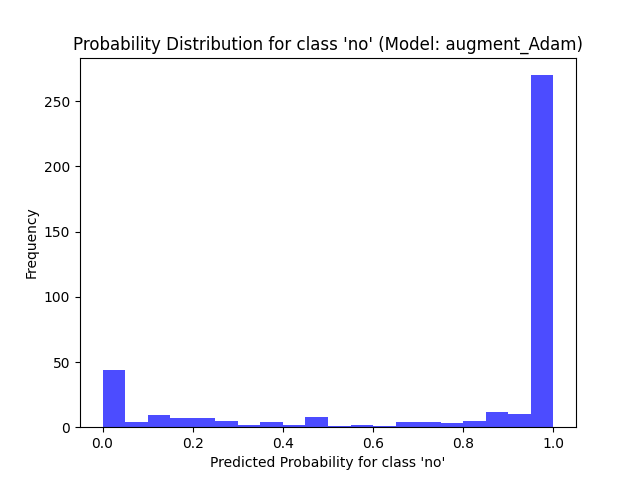 Probability Distribution for class 'no' (Model: augment_Adam)
250
200
150
100
50
0
Frequency
0.0 0.2 0.4 0.6 0.8 1.0
Predicted Probability for class 'no'